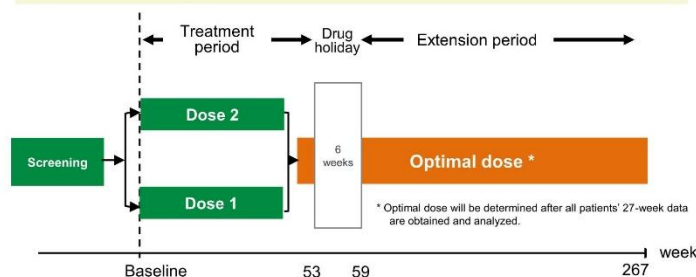 Treatment period
Drug holiday
Extension period
Screening
Dose 2
Dose 1
6 weeks
Optimal dose *
* Optimal dose will be determined after all patients' 27-week data
are obtained and analyzed.
Baseline
53
59
267
week